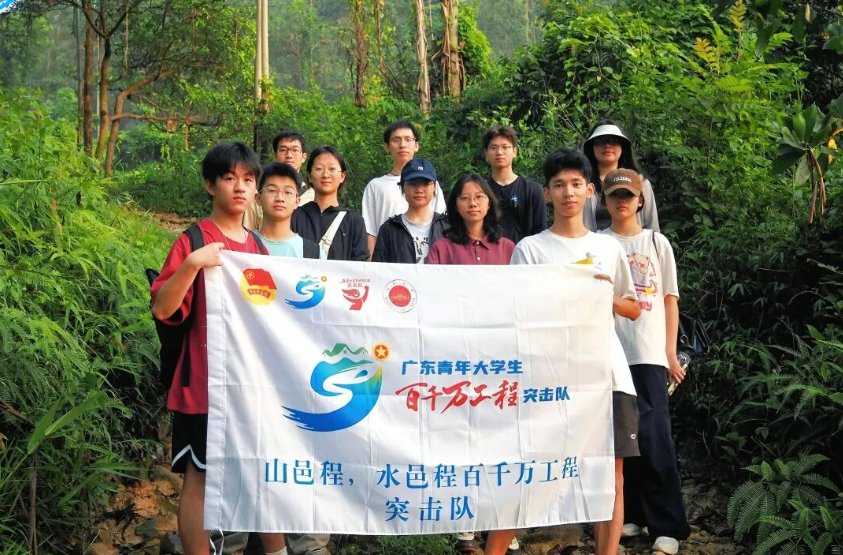 广东青年大学生
百千万工程突击队
山邑程，水邑程百千万工程
突击队